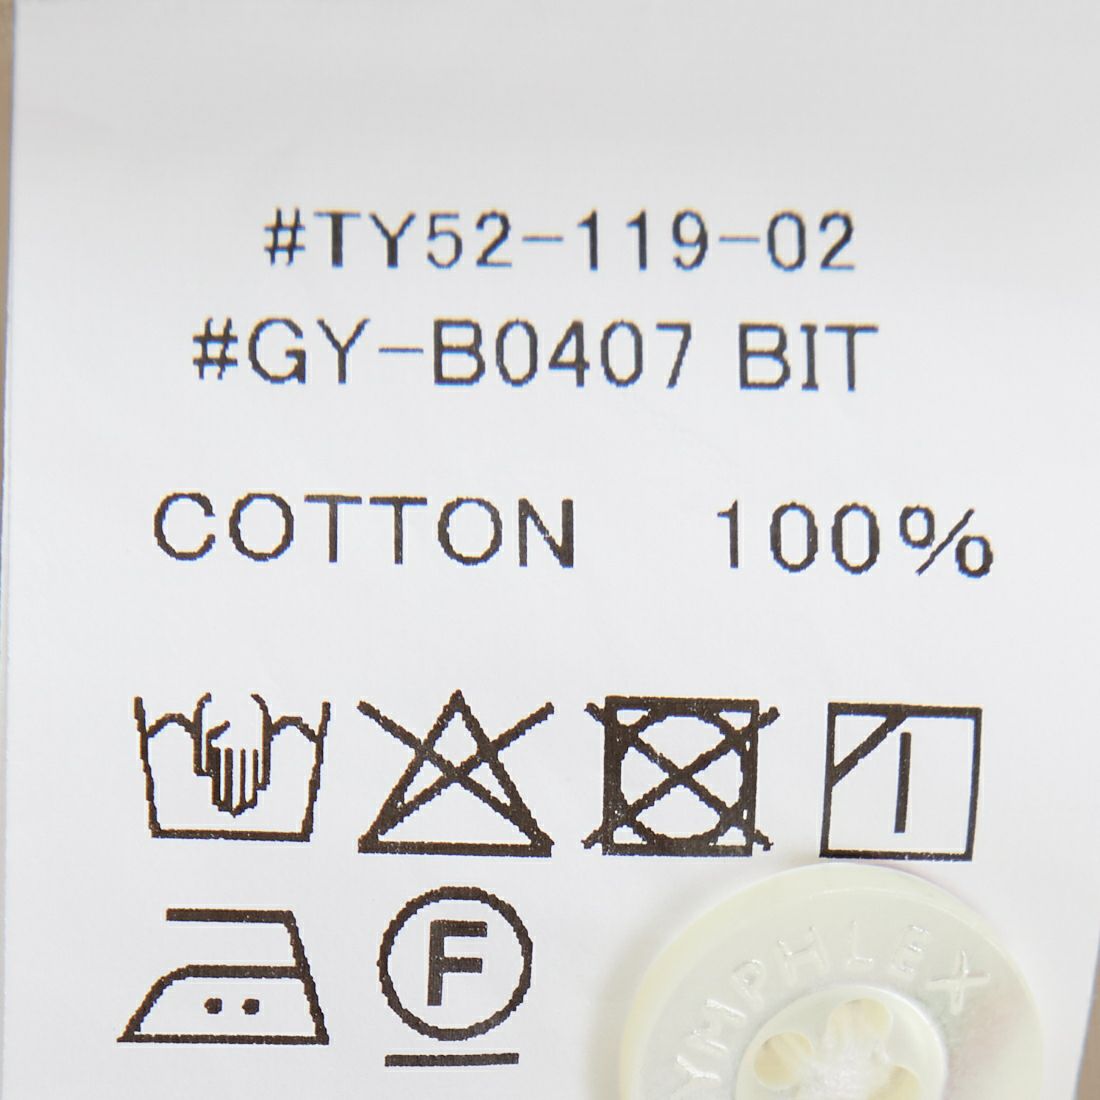 #TY52-119-02
#GY-B0407 BIT
COTTON 100%
F